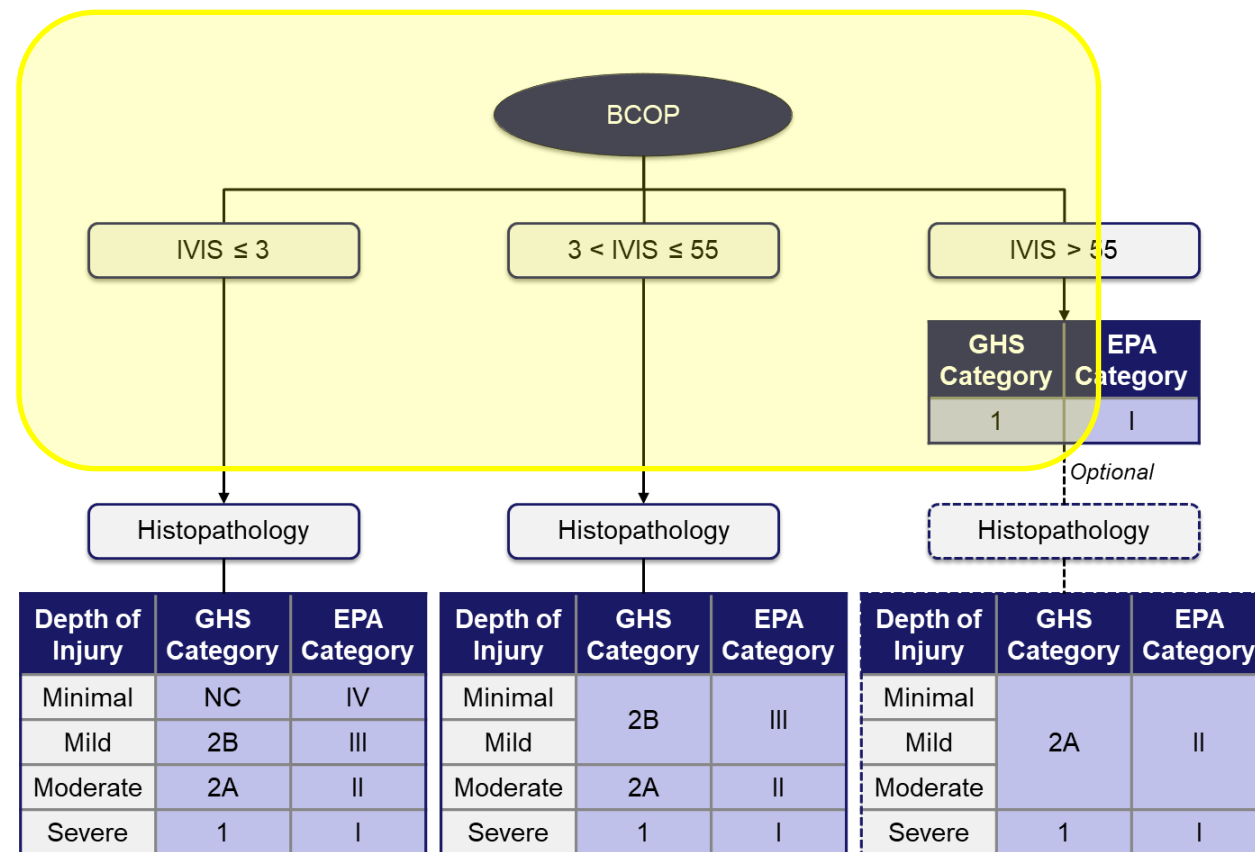 BCOP
IVIS ≤ 3
3 < IVIS ≤ 55
IVIS > 55
GHS Category EPA Category
1 I
Optional
Histopathology
Histopathology
Histopathology
Depth of Injury GHS Category EPA Category
Minimal NC IV
Mild 2B III
Moderate 2A II
Severe 1 I
Depth of Injury GHS Category EPA Category
Minimal 2B III
Mild
Moderate 2A II
Severe 1 I
Depth of Injury GHS Category EPA Category
Minimal
Mild 2A II
Moderate
Severe 1 I